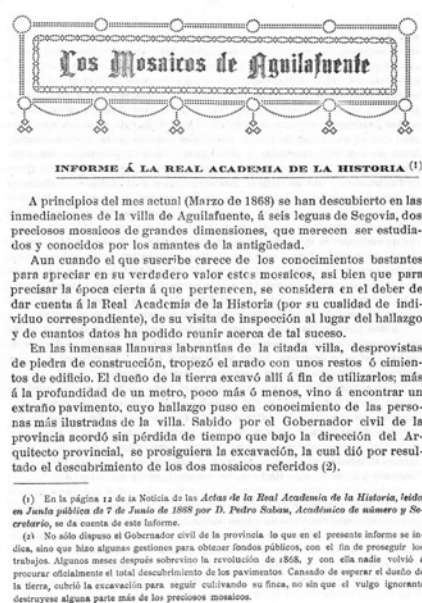 Los Mosaicos de Aguilafuente
INFORME Á LA REAL ACADEMIA DE LA HISTORIA (1)
A principios del mes actual (Marzo de 1868) se han descubierto en las
inmediaciones de la villa de Aguilafuente, á seis leguas de Segovia, dos
preciosos mosaicos de grandes dimensiones, que merecen ser estudia-
dos y conocidos por los amantes de la antigüedad.
Aun cuando el que suscribe carece de los conocimientos bastantes
para apreciar en su verdadero valor estos mosaicos, asi bien que para
precisar la época cierta á que pertenecen, se considera en el deber de
dar cuenta á la Real Academia de la Historia (por su cualidad de indi-
viduo correspondiente), de su visita de inspección al lugar del hallazgo
y de cuantos datos ha podido reunir acerca de tal suceso.
En las inmensas llanuras labrantías de la citada villa, desprovistas
de piedra de construcción, tropezó el arado con unos restos ó cimien-
tos de edificio. El dueño de la tierra excavó allí á fin de utilizarlos; más
á la profundidad de un metro, poco más ó menos, vino á encontrar un
extraño pavimento, cuyo hallazgo puso en conocimiento de las perso-
nas más ilustradas de la villa. Sabido por el Gobernador civil de la
provincia acordó sin pérdida de tiempo que bajo la dirección del Ar-
quitecto provincial, se prosiguiera la excavación, la cual dió por resul-
tado el descubrimiento de los dos mosaicos referidos (2).
(1) En la página 12 de la Noticia de las Actas de la Real Academia de la Historia, leida
en Junta pública de 7 de Junio de 1868 por D. Pedro Sabau, Académico de número y Se-
cretario, se da cuenta de este Informe.
(2) No sólo dispuso el Gobernador civil de la provincia lo que en el presente informe se in-
dica, sino que hizo algunas gestiones para obtener fondos públicos, con el fin de proseguir los
trabajos. Algunos meses después sobrevino la revolución de 1868, y con ella nadie volvió á
procurar oficialmente el total descubrimiento de los pavimentos. Cansado de esperar el dueño de
la tierra, cubrió la excavación para seguir cultivando su finca, no sin que el vulgo ignorante
destruyese alguna parte más de los preciosos mosaicos.